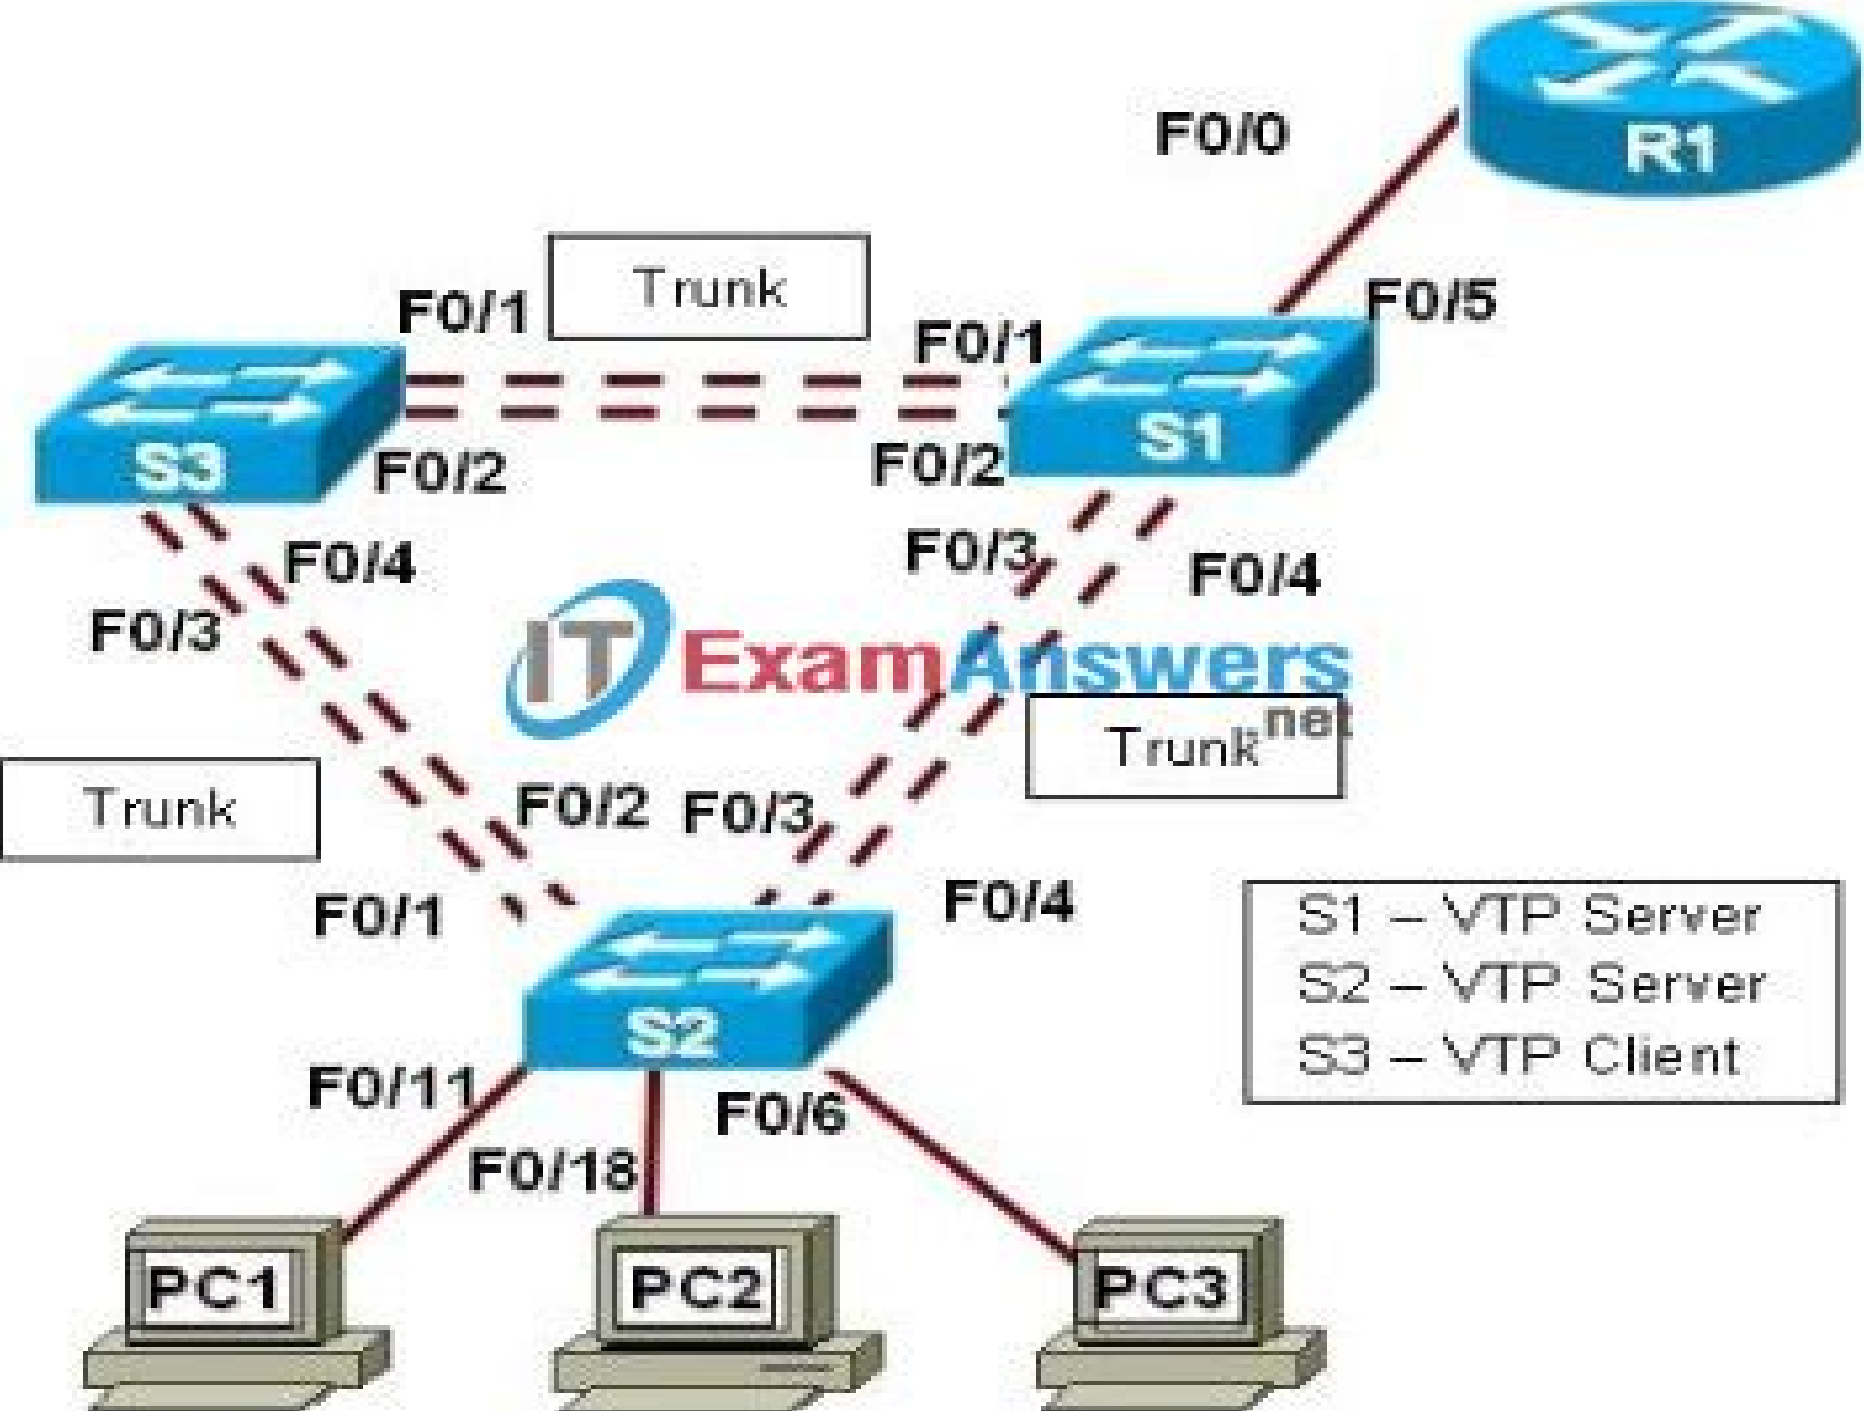 F0/0
R1
Trunk
F0/1
F0/1
F0/5
S3
S1
F0/2
F0/2
F0/4
F0/3
F0/4
F0/3
IT ExamAnswers
.net
Trunk
Trunk
F0/2
F0/3
F0/1
F0/4
S1 – VTP Server
S2 – VTP Server
S3 – VTP Client
S2
F0/11
F0/6
F0/18
PC1
PC2
PC3